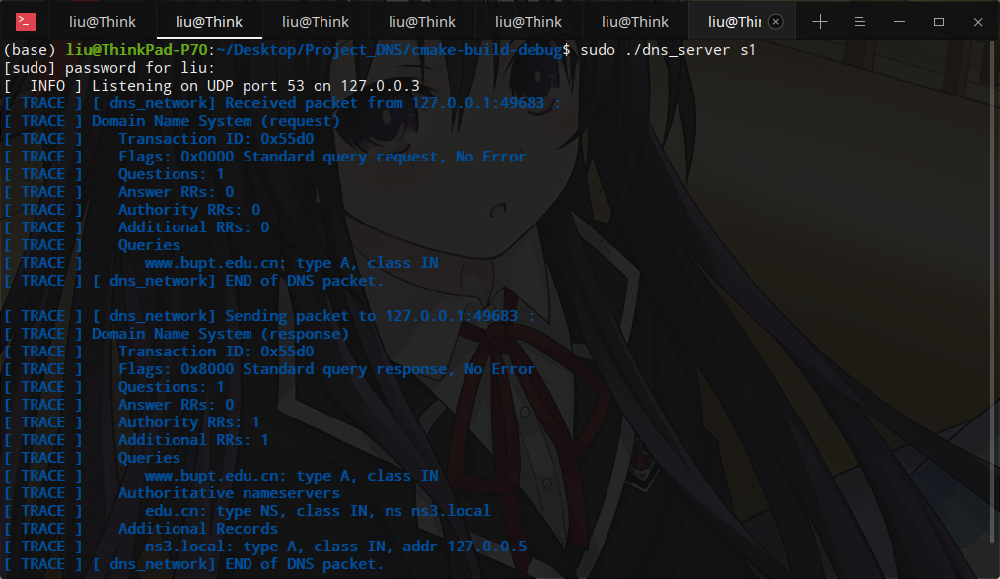 liu@Think liu@Think liu@Think liu@Think liu@Think liu@Think liu@Thin
(base) liu@ThinkPad-P70:~/Desktop/Project_DNS/cmake-build-debug$ sudo ./dns_server s1
[sudo] password for liu:
[  INFO ] Listening on UDP port 53 on 127.0.0.3
[ TRACE ] [ dns_network] Received packet from 127.0.0.1:49683 :
[ TRACE ] Domain Name System (request)
[ TRACE ]    Transaction ID: 0x55d0
[ TRACE ]    Flags: 0x0000 Standard query request, No Error
[ TRACE ]    Questions: 1
[ TRACE ]    Answer RRs: 0
[ TRACE ]    Authority RRs: 0
[ TRACE ]    Additional RRs: 0
[ TRACE ]    Queries
[ TRACE ]       www.bupt.edu.cn: type A, class IN
[ TRACE ] [ dns_network] END of DNS packet.
[ TRACE ] [ dns_network] Sending packet to 127.0.0.1:49683 :
[ TRACE ] Domain Name System (response)
[ TRACE ]    Transaction ID: 0x55d0
[ TRACE ]    Flags: 0x8000 Standard query response, No Error
[ TRACE ]    Questions: 1
[ TRACE ]    Answer RRs: 0
[ TRACE ]    Authority RRs: 1
[ TRACE ]    Additional RRs: 1
[ TRACE ]    Queries
[ TRACE ]       www.bupt.edu.cn: type A, class IN
[ TRACE ]    Authoritative nameservers
[ TRACE ]       edu.cn: type NS, class IN, ns ns3.local
[ TRACE ]    Additional Records
[ TRACE ]       ns3.local: type A, class IN, addr 127.0.0.5
[ TRACE ] [ dns_network] END of DNS packet.